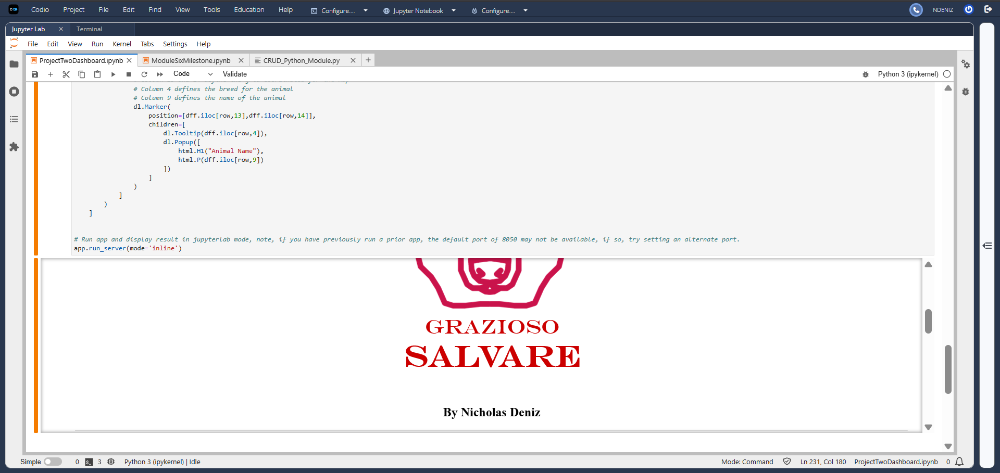 Codio Project File Edit Find View Tools Education Help Configure.... Jupyter Notebook Configure.... NDENIZ
Jupyter Lab Terminal
File Edit View Run Kernel Tabs Settings Help
ProjectTwoDashboard.ipynb ModuleSixMilestone.ipynb CRUD_Python_Module.py
Code Validate Python 3 (ipykernel)
# Column 4 defines the breed for the animal
# Column 9 defines the name of the animal
dl.Marker(
position=[dff.iloc[row,13],dff.iloc[row,14]],
children=[
dl.Tooltip(dff.iloc[row,4]),
dl.Popup([
html.H1("Animal Name"),
html.P(dff.iloc[row,9])
])
]
)
]
)
]
# Run app and display result in jupyterlab mode, note, if you have previously run a prior app, the default port of 8050 may not be available, if so, try setting an alternate port.
app.run_server(mode='inline')
GRAZIOSO
SALVARE
By Nicholas Deniz
Simple 0 3 Python 3 (ipykernel) | Idle Mode: Command Ln 231, Col 180 ProjectTwoDashboard.ipynb 0